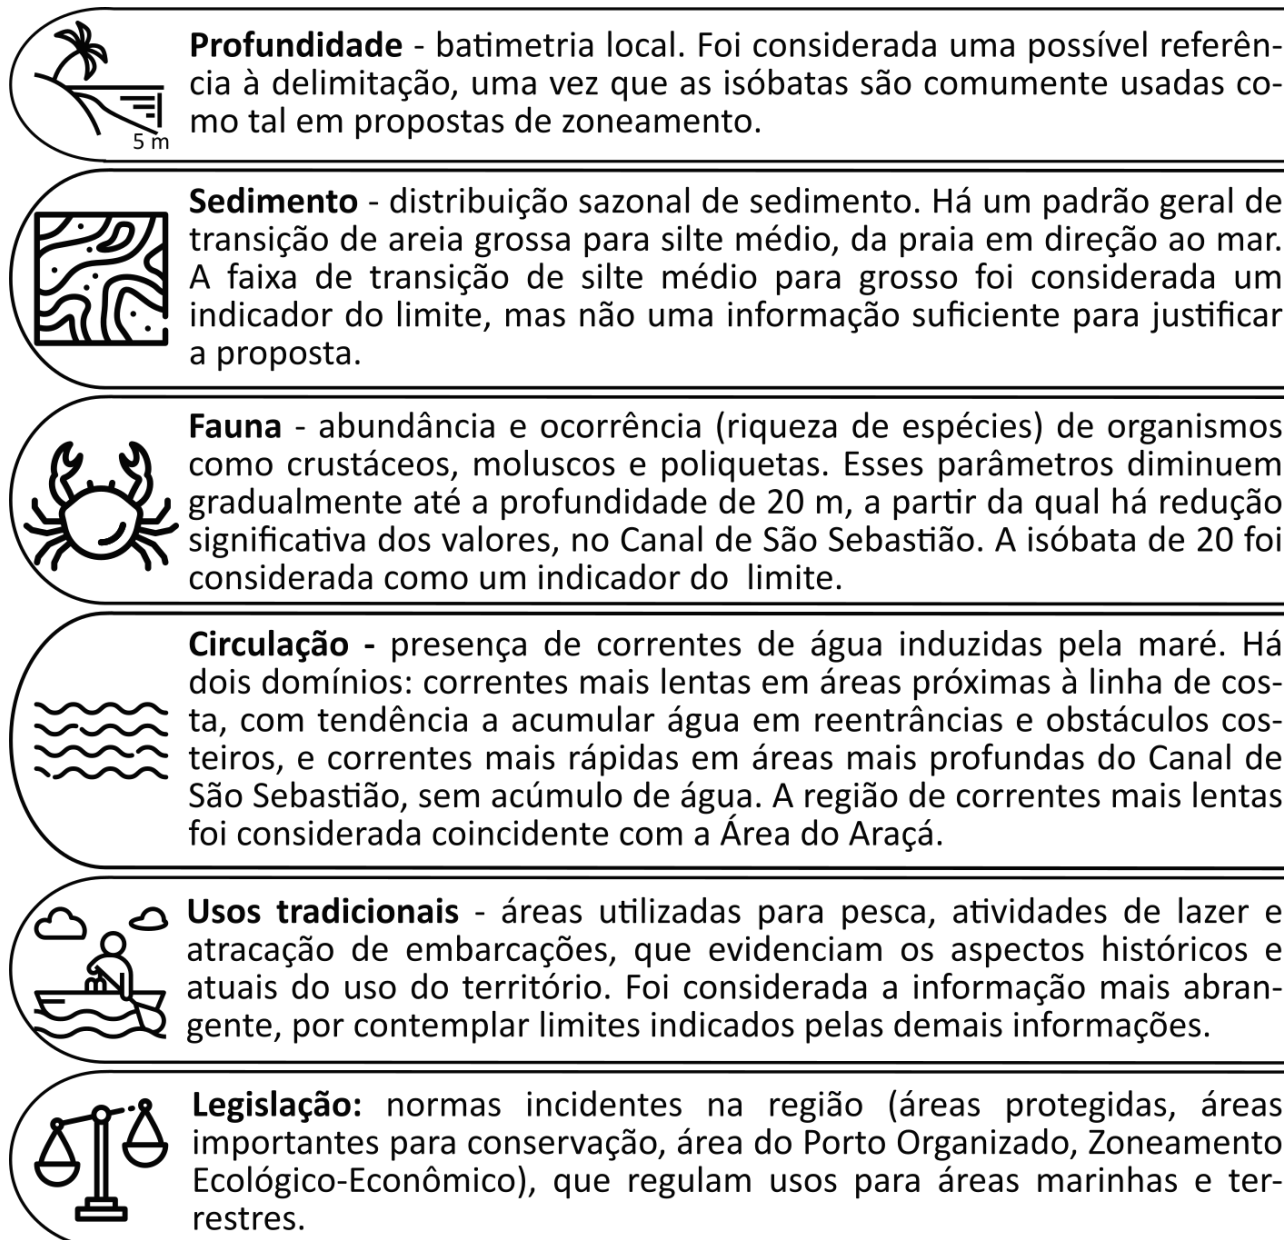 Profundidade - batimetria local. Foi considerada uma possível referên-
cia à delimitação, uma vez que as isóbatas são comumente usadas co-
mo tal em propostas de zoneamento.
5 m
Sedimento - distribuição sazonal de sedimento. Há um padrão geral de
transição de areia grossa para silte médio, da praia em direção ao mar.
A faixa de transição de silte médio para grosso foi considerada um
indicador do limite, mas não uma informação suficiente para justificar
a proposta.
Fauna - abundância e ocorrência (riqueza de espécies) de organismos
como crustáceos, moluscos e poliquetas. Esses parâmetros diminuem
gradualmente até a profundidade de 20 m, a partir da qual há redução
significativa dos valores, no Canal de São Sebastião. A isóbata de 20 foi
considerada como um indicador do limite.
Circulação - presença de correntes de água induzidas pela maré. Há
dois domínios: correntes mais lentas em áreas próximas à linha de cos-
ta, com tendência a acumular água em reentrâncias e obstáculos cos-
teiros, e correntes mais rápidas em áreas mais profundas do Canal de
São Sebastião, sem acúmulo de água. A região de correntes mais lentas
foi considerada coincidente com a Área do Araçá.
Usos tradicionais - áreas utilizadas para pesca, atividades de lazer e
atracação de embarcações, que evidenciam os aspectos históricos e
atuais do uso do território. Foi considerada a informação mais abran-
gente, por contemplar limites indicados pelas demais informações.
Legislação: normas incidentes na região (áreas protegidas, áreas
importantes para conservação, área do Porto Organizado, Zoneamento
Ecológico-Econômico), que regulam usos para áreas marinhas e ter-
restres.